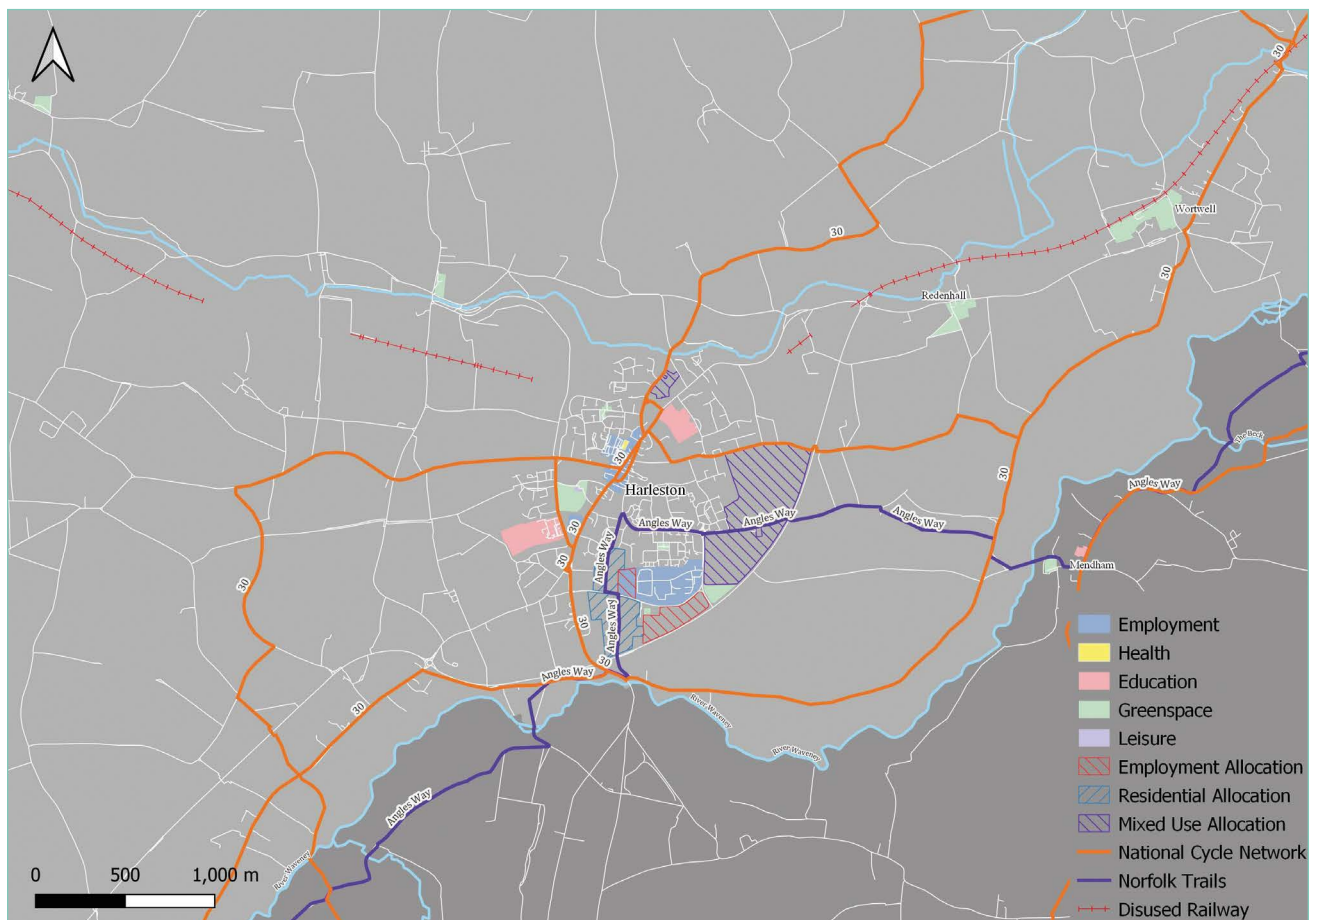 30
30
Wortwell
30
Redenhall
30
Harleston
The Beck
30
Angles Way
Angles Way
Angles Way
Angles Way
30
Angles Way
30
Mendham
30
Angles Way
30
30
Angles Way
30
River Waveney
River Waveney
Angles Way
River Waveney
Employment
Health
Education
Greenspace
Leisure
Employment Allocation
Residential Allocation
Mixed Use Allocation
National Cycle Network
Norfolk Trails
Disused Railway
0 500 1,000 m